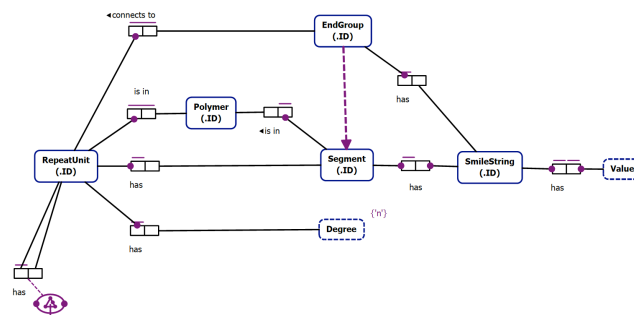 ◄connects to
EndGroup
(.ID)
has
is in
Polymer
(.ID)
◄is in
RepeatUnit
(.ID)
has
Segment
(.ID)
has
SmileString
(.ID)
has
Value
{'n'}
Degree
has
has